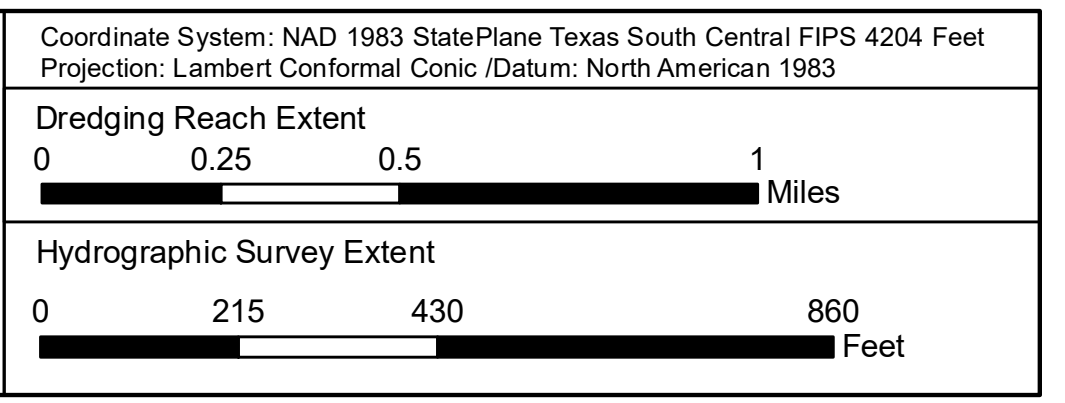 Coordinate System: NAD 1983 StatePlane Texas South Central FIPS 4204 Feet
Projection: Lambert Conformal Conic /Datum: North American 1983
Dredging Reach Extent
0 0.25 0.5 1
Miles
Hydrographic Survey Extent
0 215 430 860
Feet